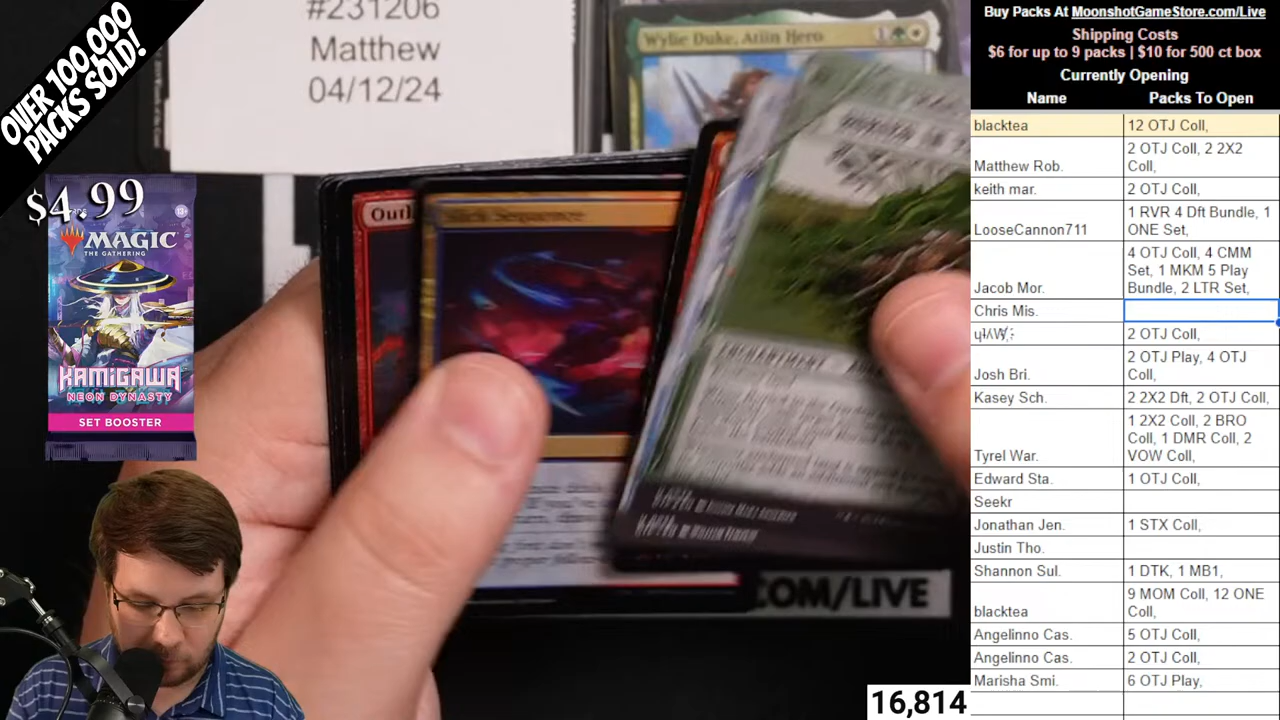 OVER 100,000
PACKS SOLD!
#231206
Matthew
04/12/24
Wylie Duke, Atiin Hero
1
$4.99
13+
MAGIC
THE GATHERING
KAMIGAWA
NEON DYNASTY
SET BOOSTER
Outl
Slick Sequence
ENCHANTMENT
.COM/LIVE
16,814
Buy Packs At MoonshotGameStore.com/Live
Shipping Costs
$6 for up to 9 packs | $10 for 500 ct box
Currently Opening
Name Packs To Open
blacktea 12 OTJ Coll,
Matthew Rob. 2 OTJ Coll, 2 2X2
Coll,
keith mar. 2 OTJ Coll,
LooseCannon711 1 RVR 4 Dft Bundle, 1
ONE Set,
Jacob Mor. 4 OTJ Coll, 4 CMM
Set, 1 MKM 5 Play
Bundle, 2 LTR Set,
Chris Mis.
2 OTJ Coll,
Josh Bri. 2 OTJ Play, 4 OTJ
Coll,
Kasey Sch. 2 2X2 Dft, 2 OTJ Coll,
Tyrel War. 1 2X2 Coll, 2 BRO
Coll, 1 DMR Coll, 2
VOW Coll,
Edward Sta. 1 OTJ Coll,
Seekr
Jonathan Jen. 1 STX Coll,
Justin Tho.
Shannon Sul. 1 DTK, 1 MB1,
blacktea 9 MOM Coll, 12 ONE
Coll,
Angelinno Cas. 5 OTJ Coll,
Angelinno Cas. 2 OTJ Coll,
Marisha Smi. 6 OTJ Play,